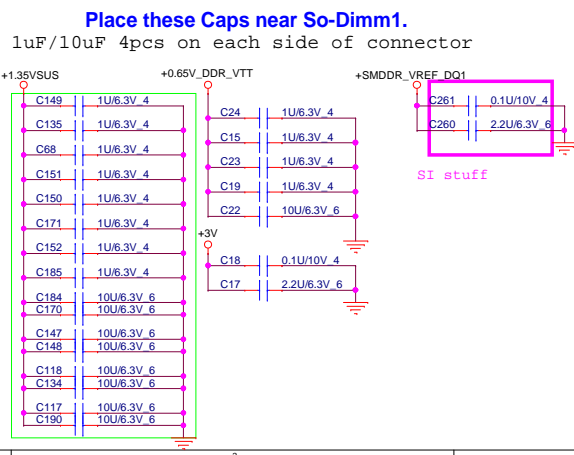 Place these Caps near So-Dimm1.
1uF/10uF 4pcs on each side of connector
+1.35VSUS
C149 1U/6.3V_4
C135 1U/6.3V_4
C68 1U/6.3V_4
C151 1U/6.3V_4
C150 1U/6.3V_4
C171 1U/6.3V_4
C152 1U/6.3V_4
C185 1U/6.3V_4
C184 10U/6.3V_6
C170 10U/6.3V_6
C147 10U/6.3V_6
C148 10U/6.3V_6
C118 10U/6.3V_6
C134 10U/6.3V_6
C117 10U/6.3V_6
C190 10U/6.3V_6
+0.65V_DDR_VTT
C24 1U/6.3V_4
C15 1U/6.3V_4
C23 1U/6.3V_4
C19 1U/6.3V_4
C22 10U/6.3V_6
+3V
C18 0.1U/10V_4
C17 2.2U/6.3V_6
+SMDDR_VREF_DQ1
C261 0.1U/10V_4
C260 2.2U/6.3V_6
SI stuff